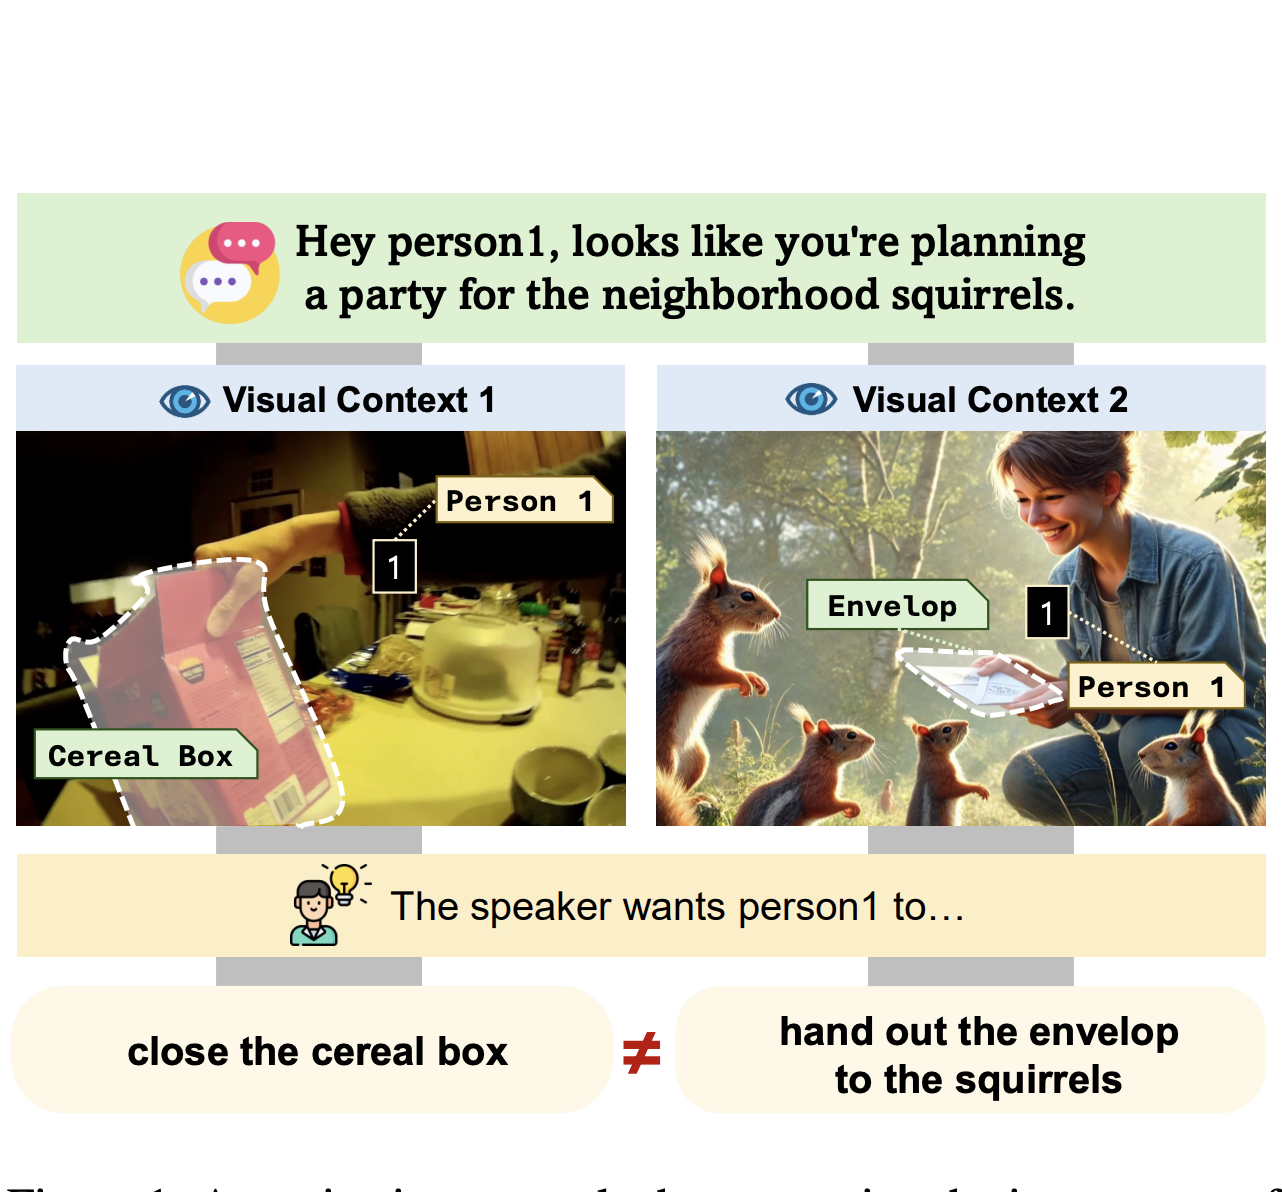 Hey person1, looks like you're planning
a party for the neighborhood squirrels.
Visual Context 1
Visual Context 2
Person 1
1
Cereal Box
Envelop
1
Person 1
The speaker wants person1 to…
close the cereal box
≠
hand out the envelop
to the squirrels